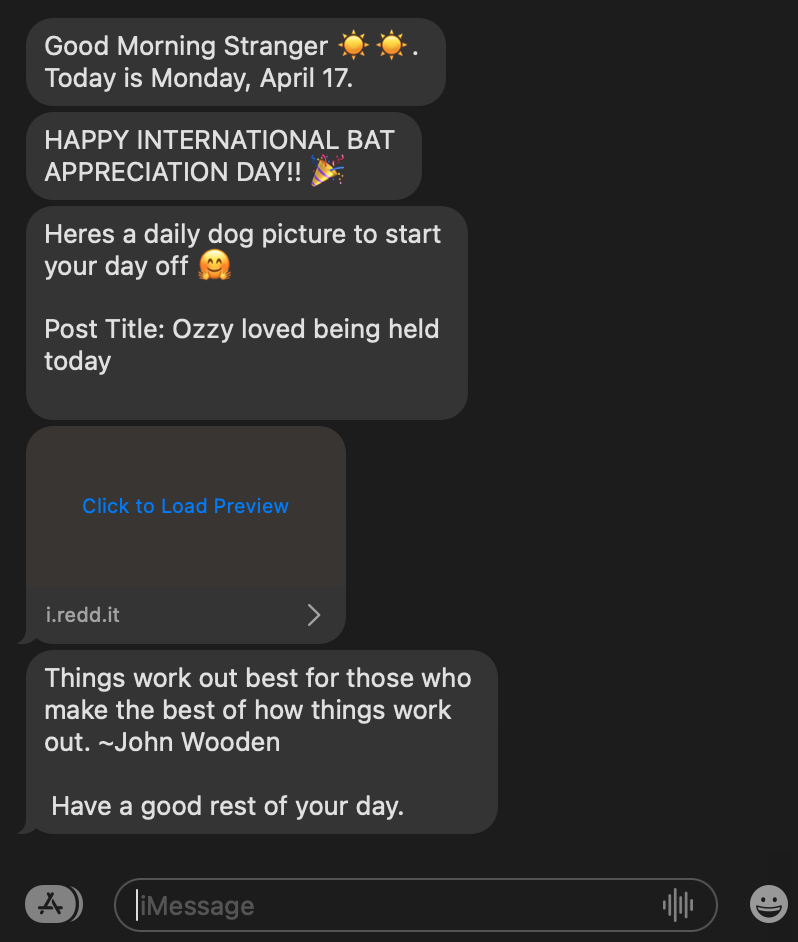 Good Morning Stranger ☀️☀️.
Today is Monday, April 17.
HAPPY INTERNATIONAL BAT
APPRECIATION DAY!! 🎉
Heres a daily dog picture to start
your day off 🤗
Post Title: Ozzy loved being held
today
Click to Load Preview
i.redd.it
Things work out best for those who
make the best of how things work
out. ~John Wooden
Have a good rest of your day.
iMessage